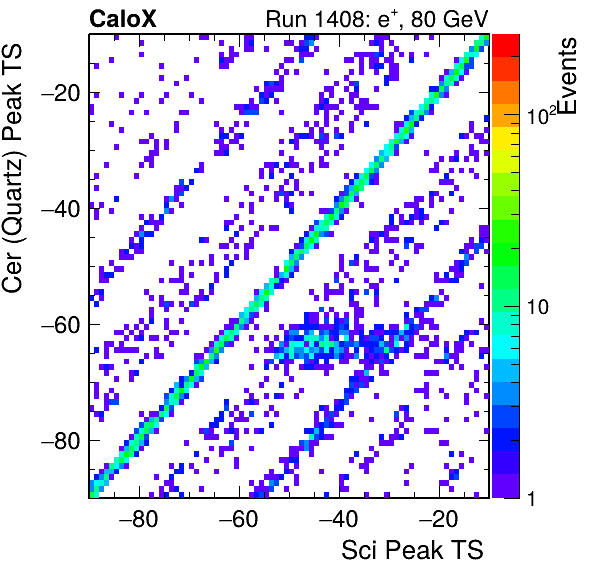 CaloX Run 1408: e⁺, 80 GeV
Cer (Quartz) Peak TS
Events
−20
−40
−60
−80
10²
10
1
−80 −60 −40 −20
Sci Peak TS